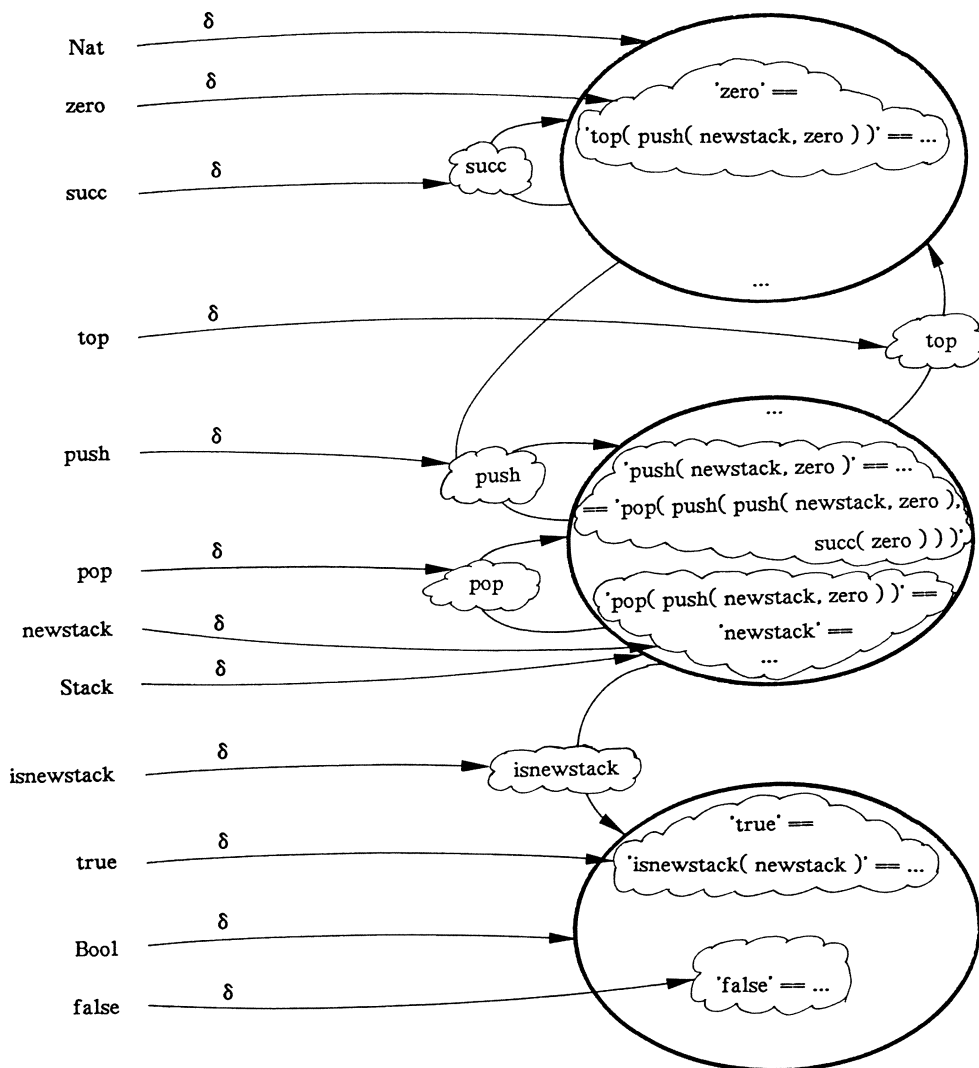 δ
Nat
δ
zero
'zero' ==
'top( push( newstack, zero ) )' == ...
δ
succ
succ
...
δ
top
top
...
δ
push
push
'push( newstack, zero )' == ...
== 'pop( push( push( newstack, zero ),
succ( zero ) ) )'
δ
pop
pop
'pop( push( newstack, zero ) )' ==
newstack
δ
'newstack' ==
...
δ
Stack
δ
isnewstack
isnewstack
'true' ==
δ
true
'isnewstack( newstack )' == ...
δ
Bool
δ
false
'false' == ...